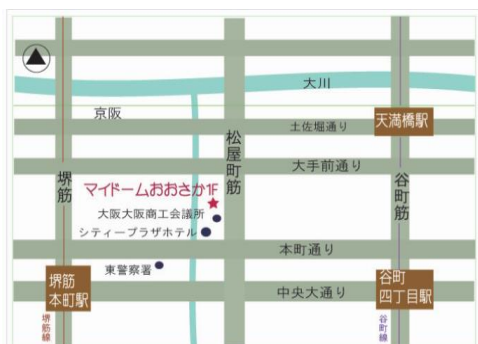 大川
京阪
土佐堀通り
天満橋駅
松屋町筋
大手前通り
堺筋
谷町筋
マイドームおおさか1F
大阪大阪商工会議所
シティープラザホテル
本町通り
東警察署
堺筋
本町駅
中央大通り
谷町
四丁目駅
堺筋線
谷町線